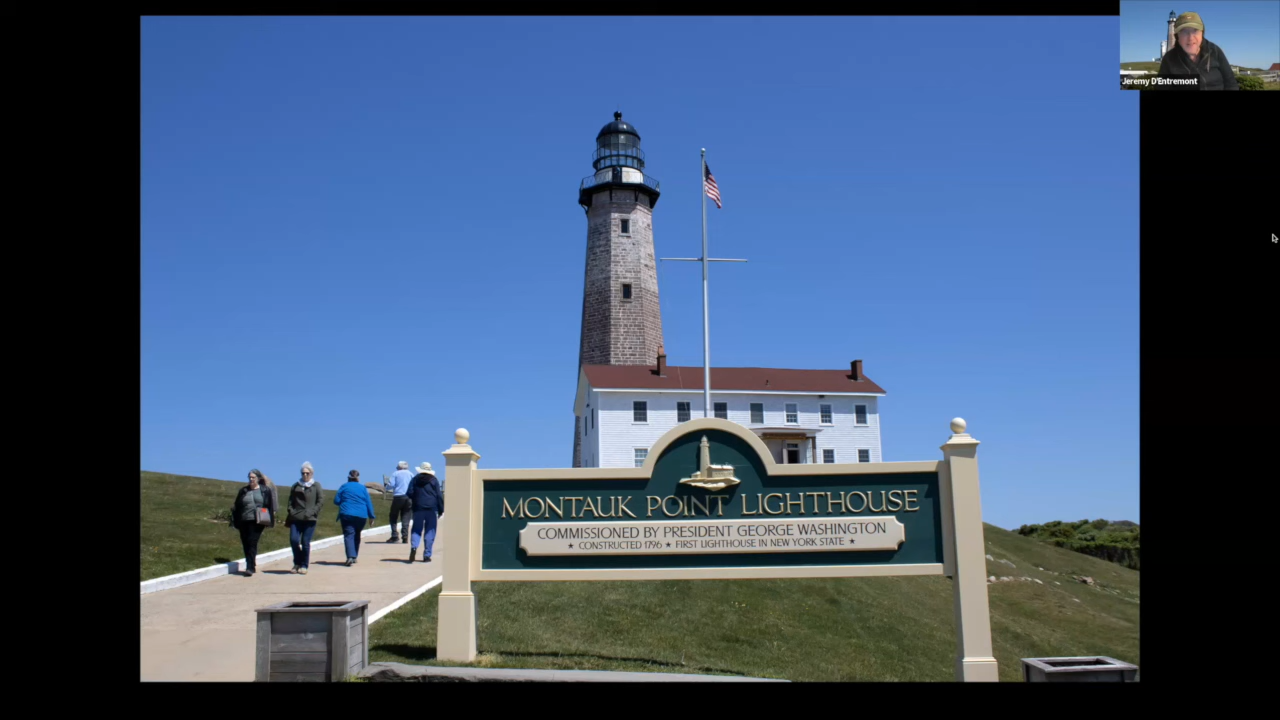 Jeremy D'Entremont
MONTAUK POINT LIGHTHOUSE
COMMISSIONED BY PRESIDENT GEORGE WASHINGTON
★ CONSTRUCTED 1796 ★ FIRST LIGHTHOUSE IN NEW YORK STATE ★